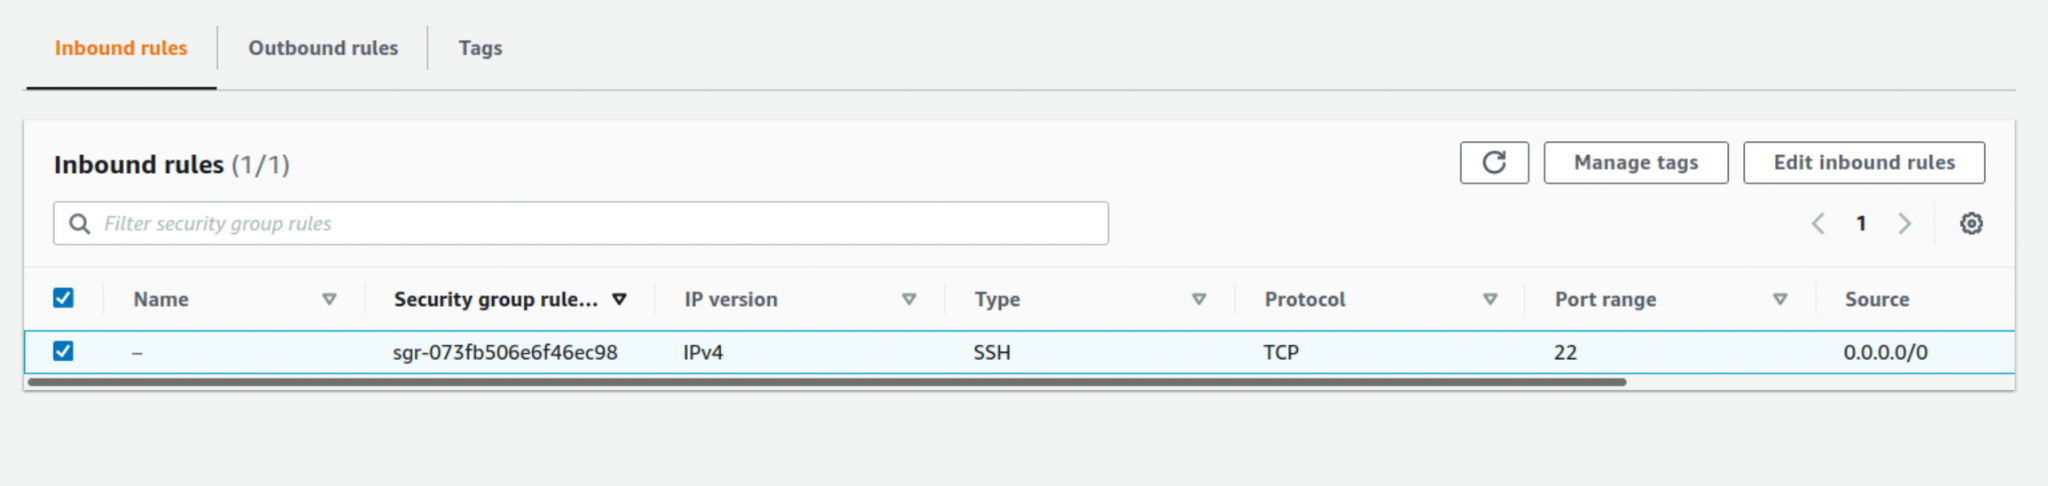 Inbound rules Outbound rules Tags
Inbound rules (1/1) Manage tags Edit inbound rules
Filter security group rules 1
Name Security group rule... IP version Type Protocol Port range Source
– sgr-073fb506e6f46ec98 IPv4 SSH TCP 22 0.0.0.0/0